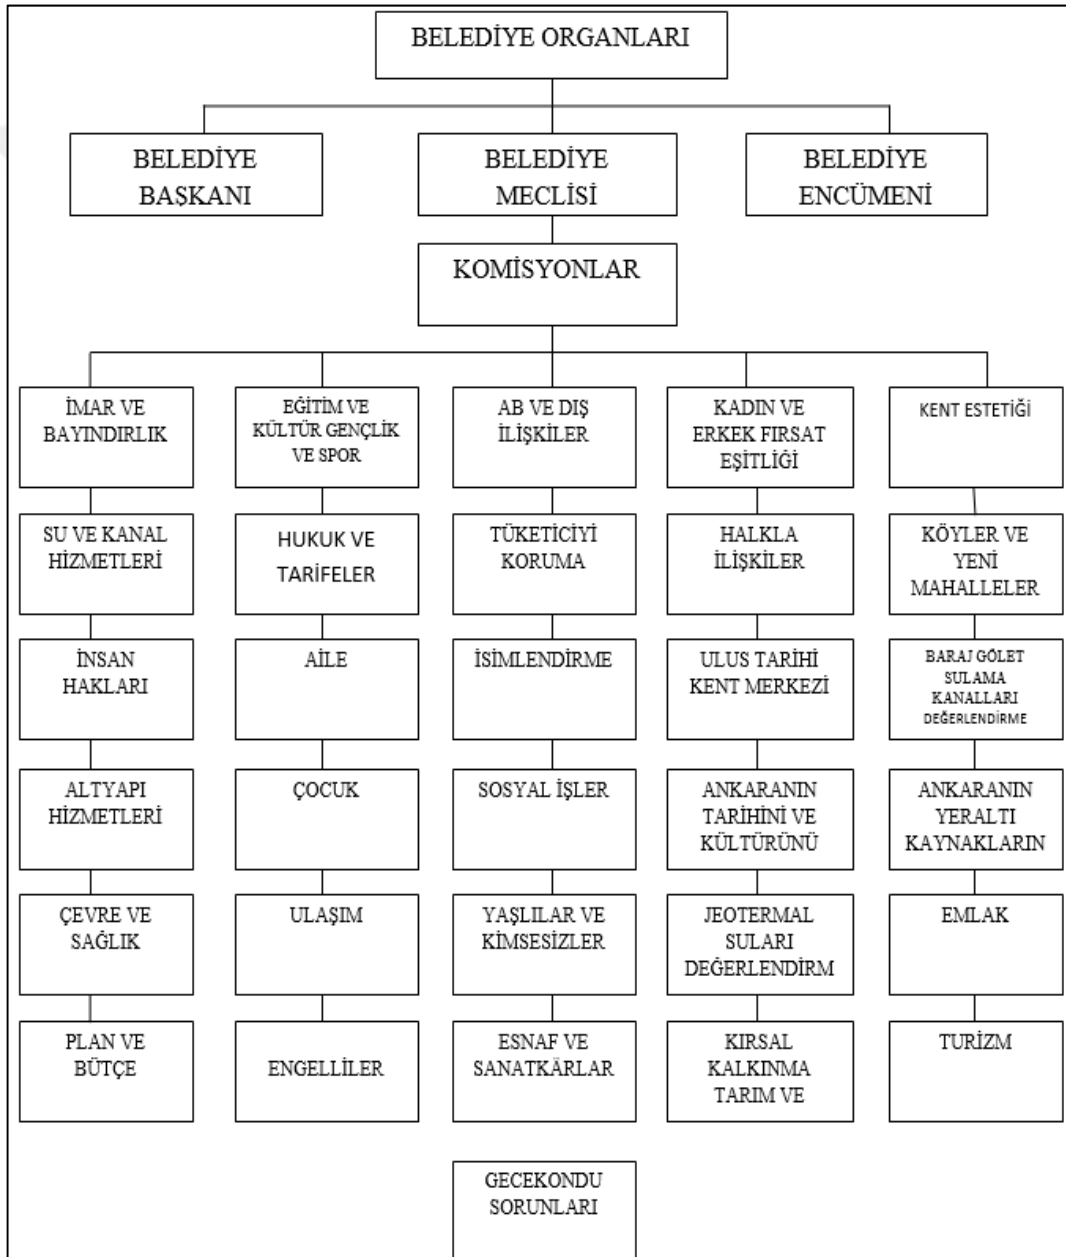 BELEDİYE ORGANLARI
BELEDİYE
BAŞKANI
BELEDİYE
MECLİSİ
BELEDİYE
ENCÜMENİ
KOMİSYONLAR
İMAR VE
BAYINDIRLIK
EĞİTİM VE
KÜLTÜR GENÇLİK
VE SPOR
AB VE DIŞ
İLİŞKİLER
KADIN VE
ERKEK FIRSAT
EŞİTLİĞİ
KENT ESTETİĞİ
SU VE KANAL
HİZMETLERİ
HUKUK VE
TARİFELER
TÜKETİCİYİ
KORUMA
HALKLA
İLİŞKİLER
KÖYLER VE
YENİ
MAHALLELER
İNSAN
HAKLARI
AİLE
İSİMLENDİRME
ULUS TARİHİ
KENT MERKEZİ
BARAJ GÖLET
SULAMA
KANALLARI
DEĞERLENDİRME
ALTYAPI
HİZMETLERİ
ÇOCUK
SOSYAL İŞLER
ANKARANIN
TARİHİNİ VE
KÜLTÜRÜNÜ
ANKARANIN
YERALTI
KAYNAKLARIN
ÇEVRE VE
SAĞLIK
ULAŞIM
YAŞLILAR VE
KİMSESİZLER
JEOTERMAL
SULARI
DEĞERLENDİRM
EMLAK
PLAN VE
BÜTÇE
ENGELLİLER
ESNAF VE
SANATKÄRLAR
KIRSAL
KALKINMA
TARIM VE
TURİZM
GECEKONDU
SORUNLARI